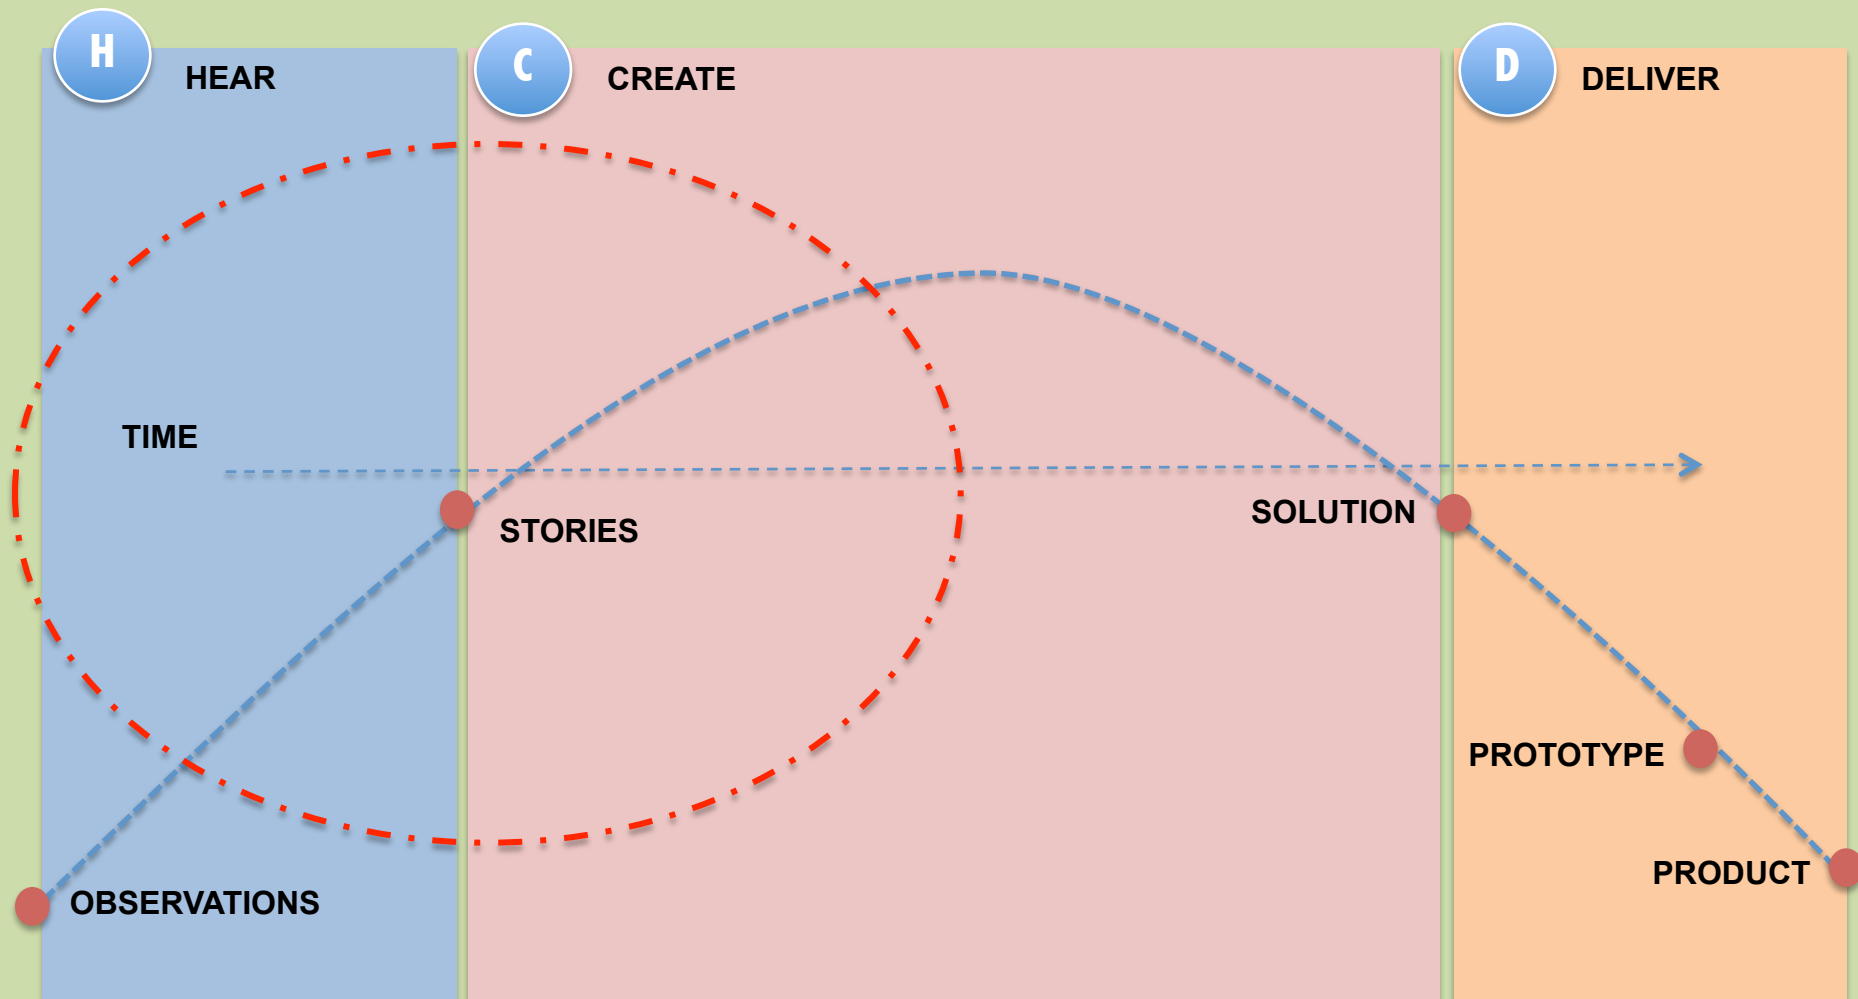 H
HEAR
C
CREATE
D
DELIVER
TIME
STORIES
SOLUTION
PROTOTYPE
PRODUCT
OBSERVATIONS